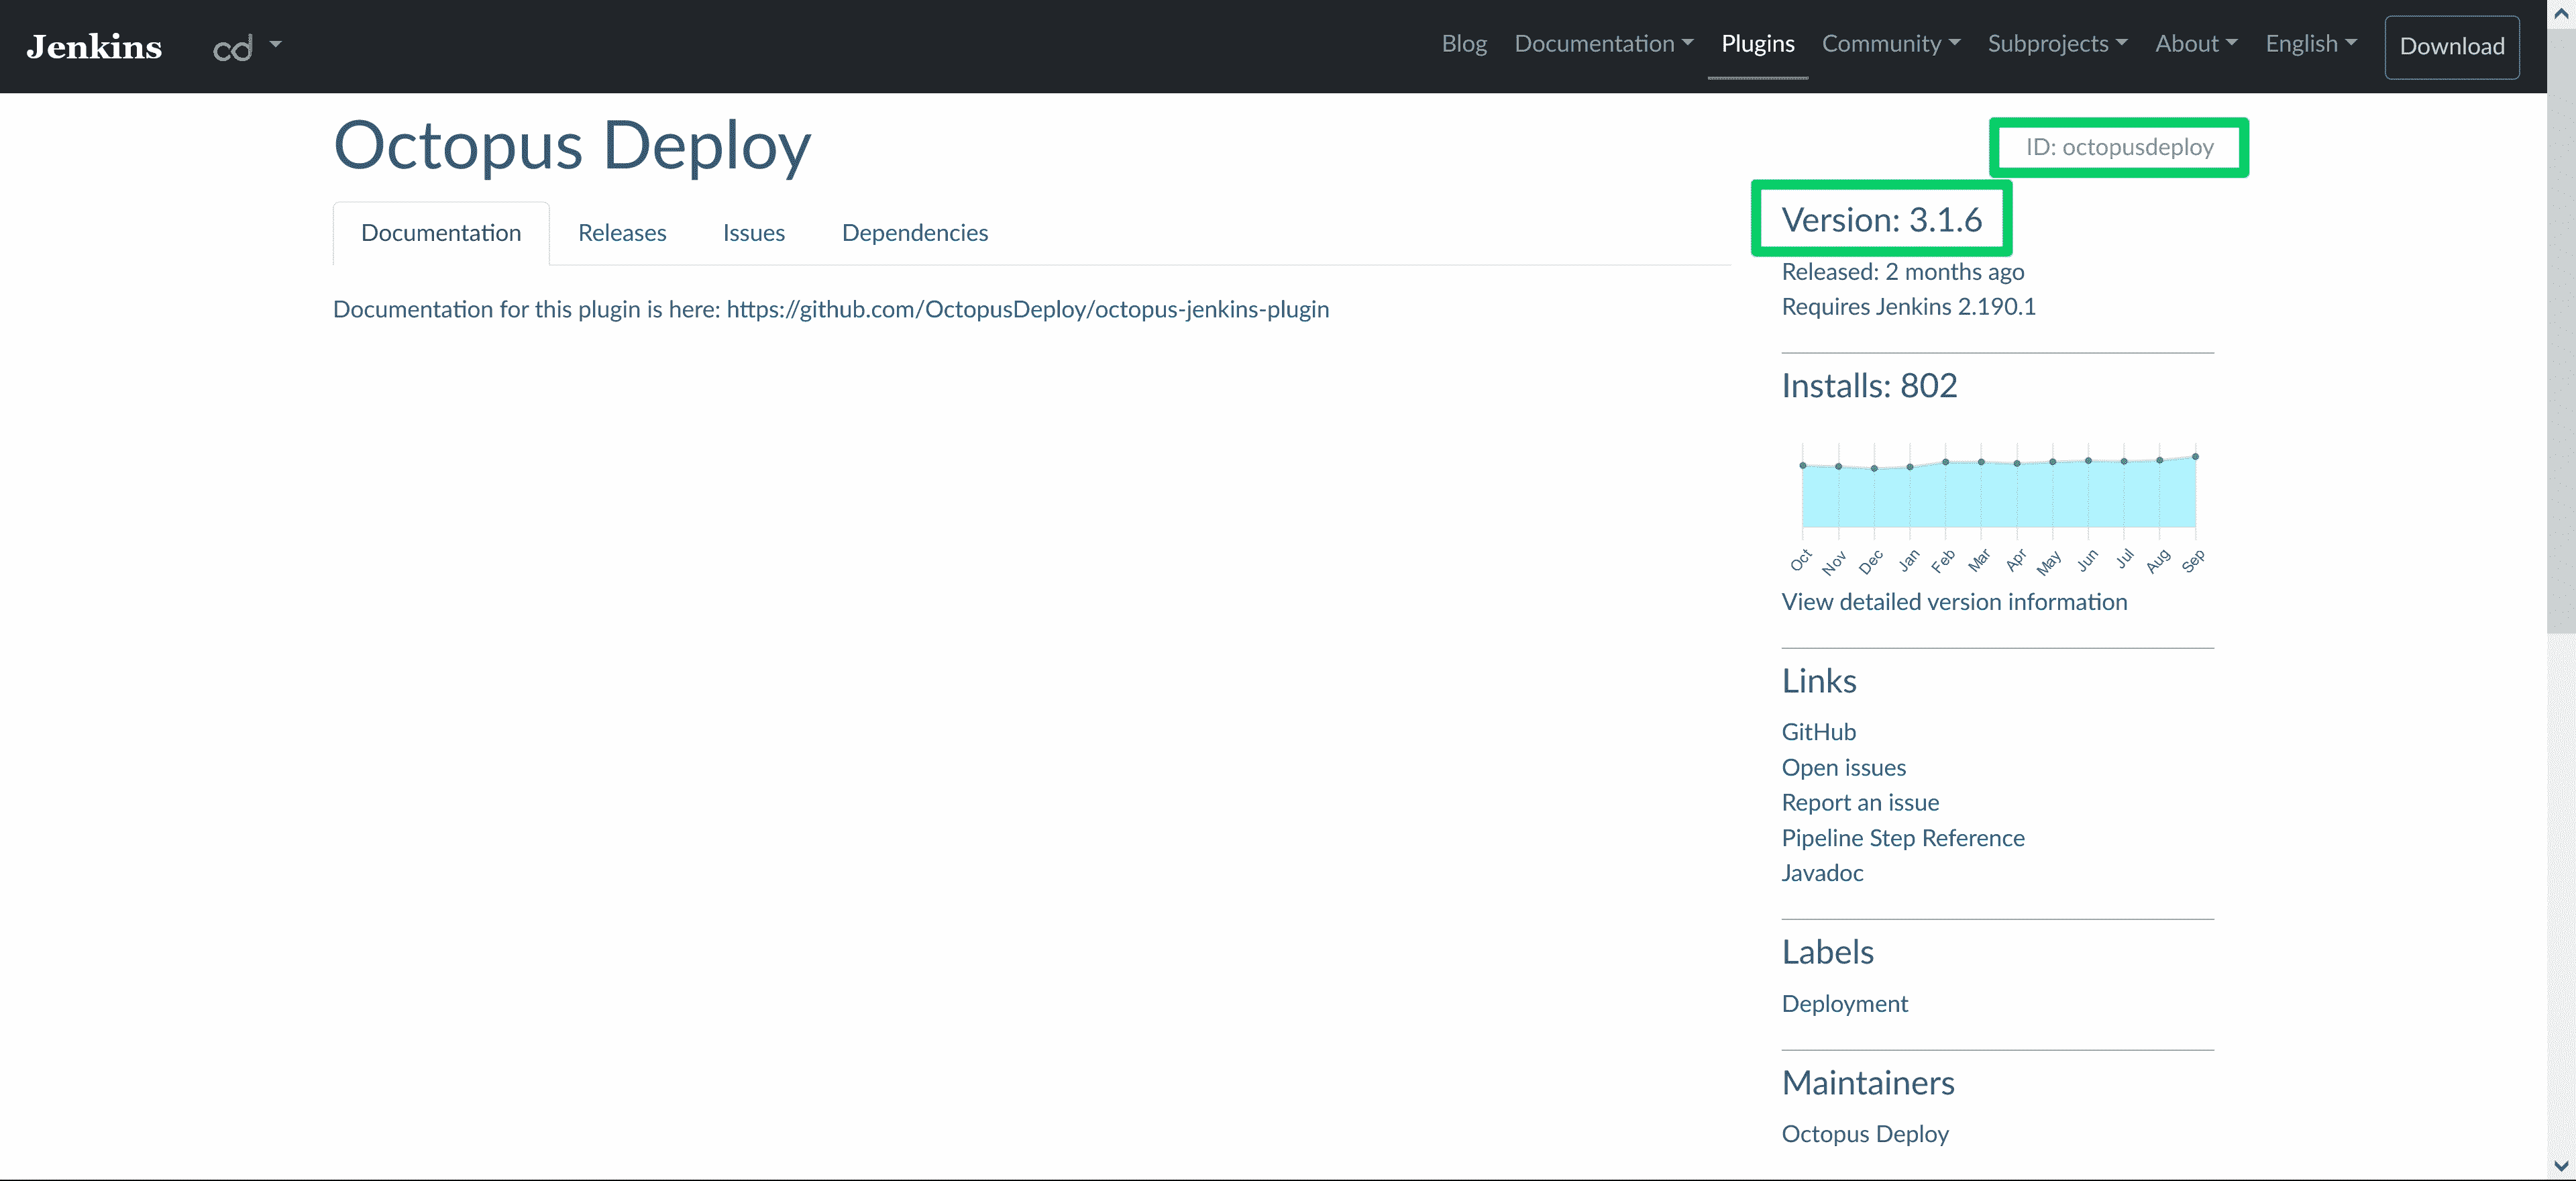 Jenkins cd Blog Documentation Plugins Community Subprojects About English Download
Octopus Deploy
ID: octopusdeploy
Documentation Releases Issues Dependencies
Documentation for this plugin is here: https://github.com/OctopusDeploy/octopus-jenkins-plugin
Version: 3.1.6
Released: 2 months ago
Requires Jenkins 2.190.1
Installs: 802
Oct Nov Dec Jan Feb Mar Apr May Jun Jul Aug Sep
View detailed version information
Links
GitHub
Open issues
Report an issue
Pipeline Step Reference
Javadoc
Labels
Deployment
Maintainers
Octopus Deploy